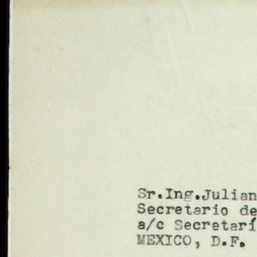 Sr.Ing.Julian
Secretario de
a/c Secretarí
MEXICO, D.F.